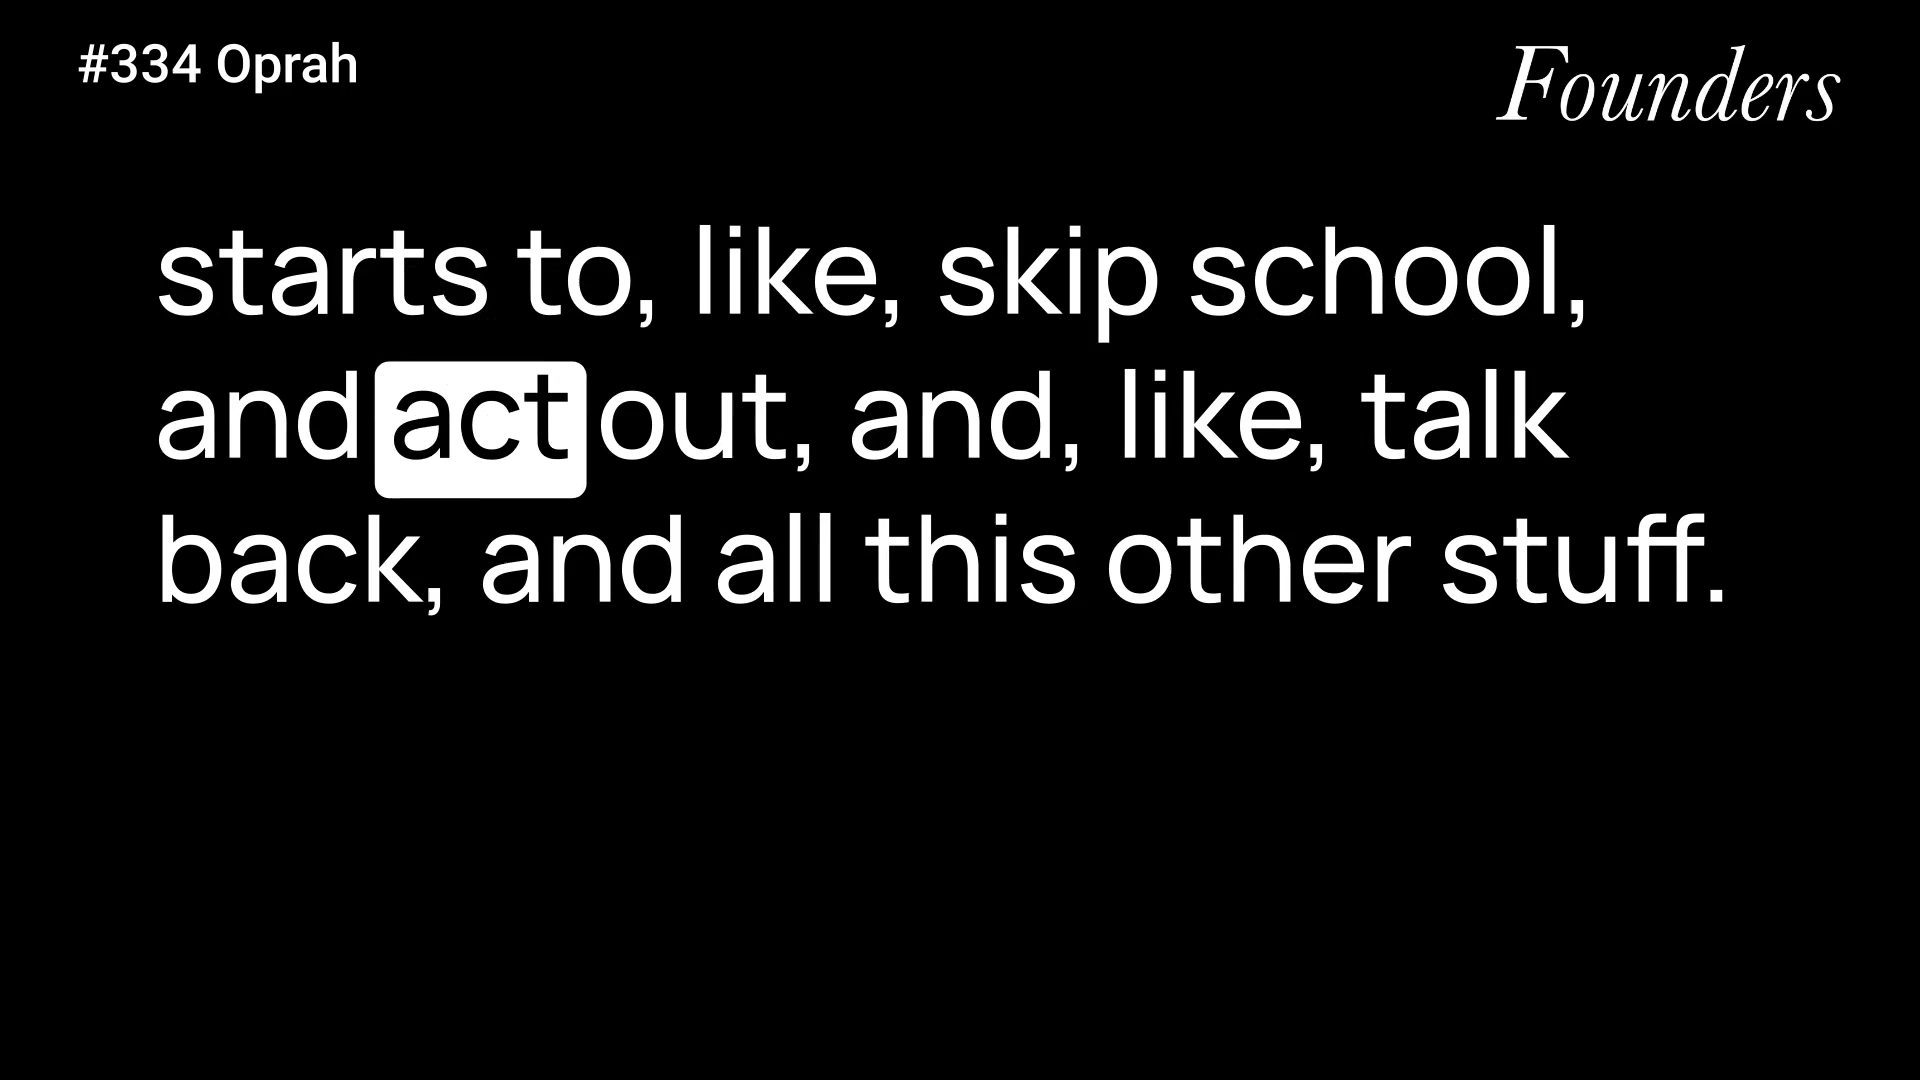 #334 Oprah
Founders
starts to, like, skip school,
and act out, and, like, talk
back, and all this other stuff.